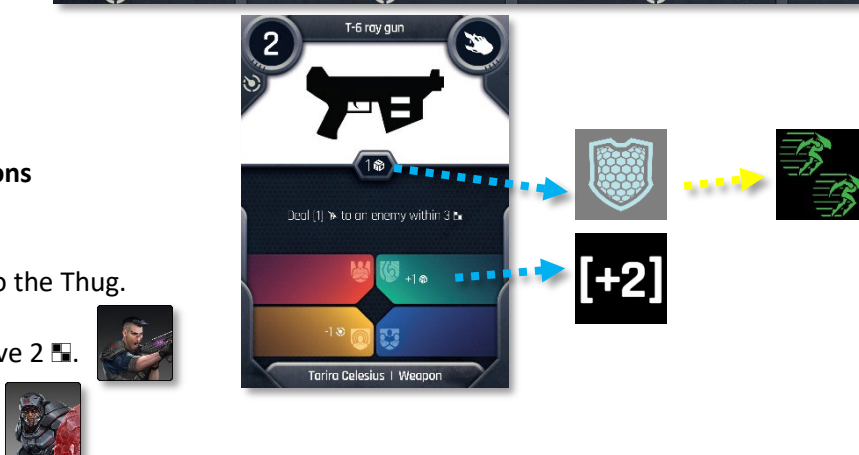 T-6 ray gun
2
1
ons
Deal [1] to an enemy within 3
o the Thug.
+1
[+2]
-1
ve 2 .
Tarira Celesius | Weapon